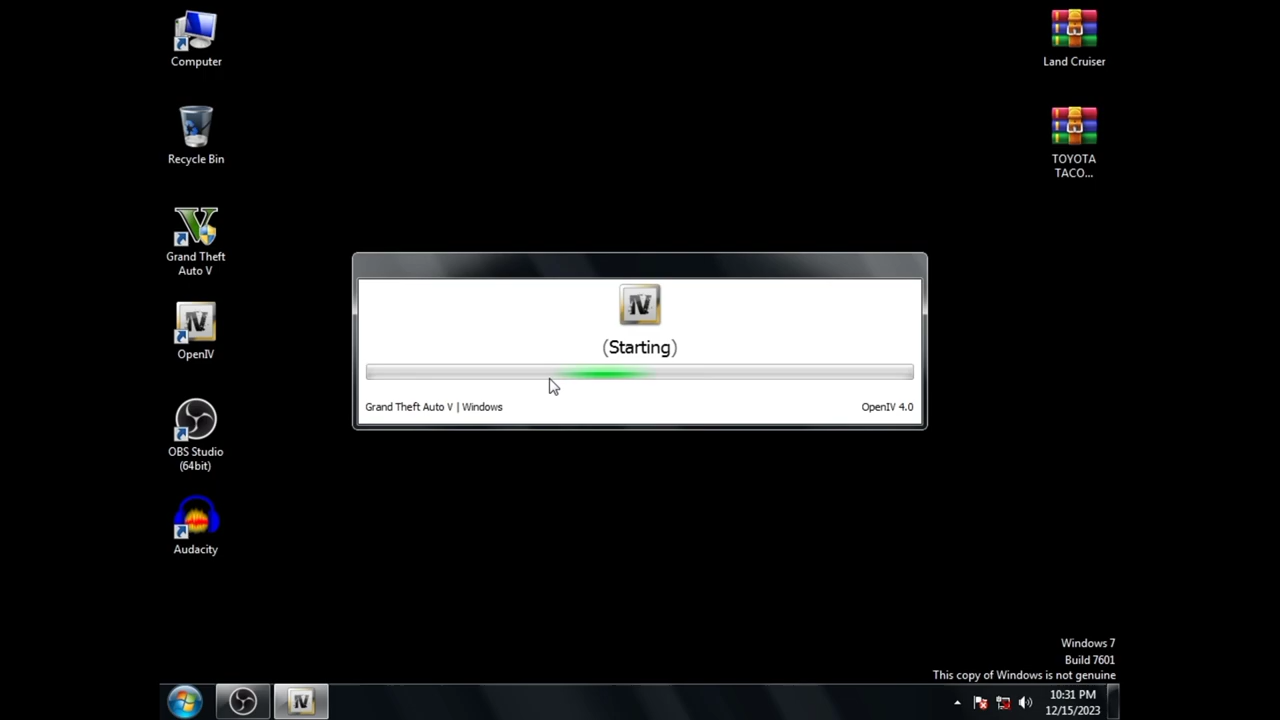 Computer
Recycle Bin
Grand Theft
Auto V
OpenIV
OBS Studio
(64bit)
Audacity
Land Cruiser
TOYOTA
TACO...
IV
(Starting)
Grand Theft Auto V | Windows
OpenIV 4.0
Windows 7
Build 7601
This copy of Windows is not genuine
10:31 PM
12/15/2023